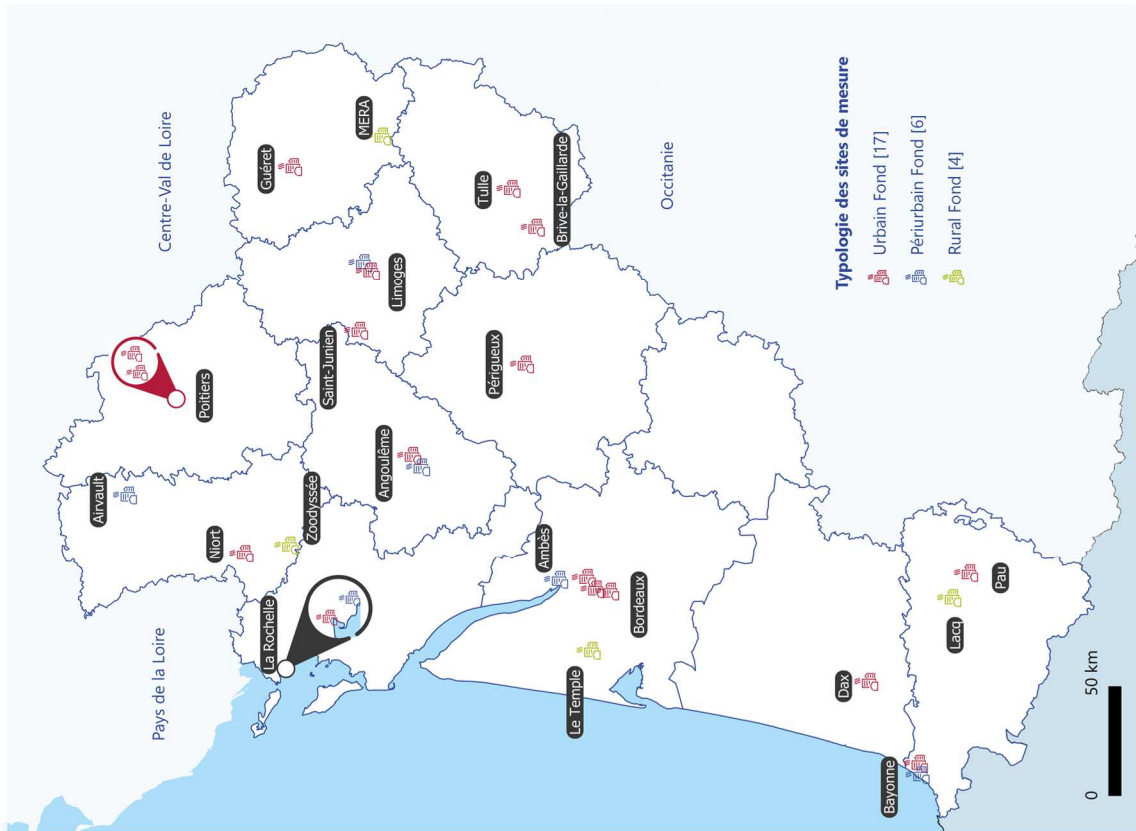 Pays de la Loire
Centre-Val de Loire
Airvault
Poitiers
Guéret
Niort
La Rochelle
Zoodyssée
Saint-Junien
MERA
Angoulême
Limoges
Tulle
Périgueux
Brive-la-Gaillarde
Ambès
Le Temple
Bordeaux
Occitanie
Dax
Bayonne
Lacq
Pau
Typologie des sites de mesure
Urbain Fond [17]
Périurbain Fond [6]
Rural Fond [4]
0 50 km